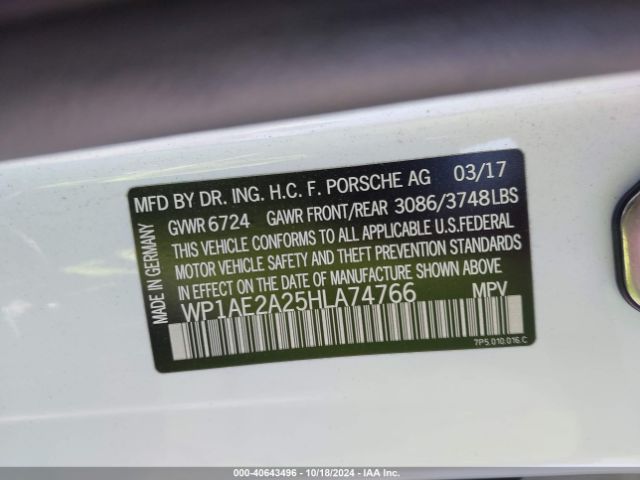 MFD BY DR. ING. H.C. F. PORSCHE AG 03/17
GVWR 6724 GAWR FRONT/REAR 3086/3748LBS
THIS VEHICLE CONFORMS TO ALL APPLICABLE U.S.FEDERAL
MOTOR VEHICLE SAFETY AND THEFT PREVENTION STANDARDS
IN EFFECT ON THE DATE OF MANUFACTURE SHOWN ABOVE
WP1AE2A25HLA74766 MPV
7P5.010.016.C
MADE IN GERMANY
000-40643496 - 10/18/2024 - IAA Inc.